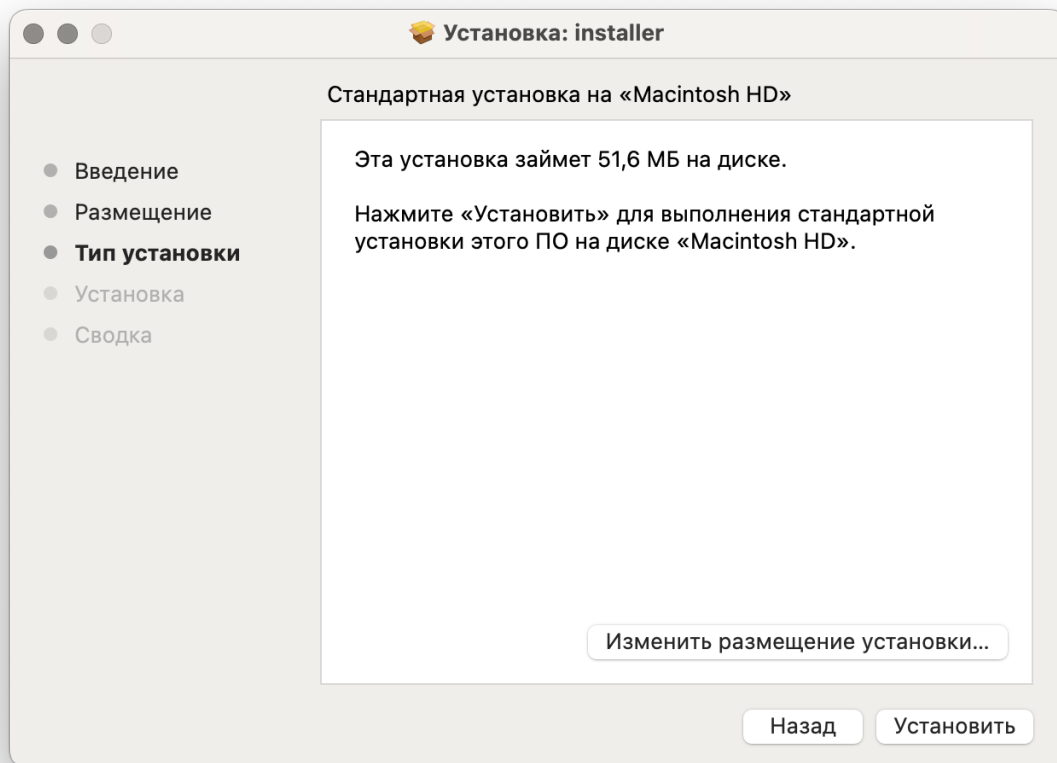 Установка: installer
Стандартная установка на «Macintosh HD»
Введение
Размещение
Тип установки
Установка
Сводка
Эта установка займет 51,6 МБ на диске.
Нажмите «Установить» для выполнения стандартной
установки этого ПО на диске «Macintosh HD».
Изменить размещение установки...
Назад
Установить